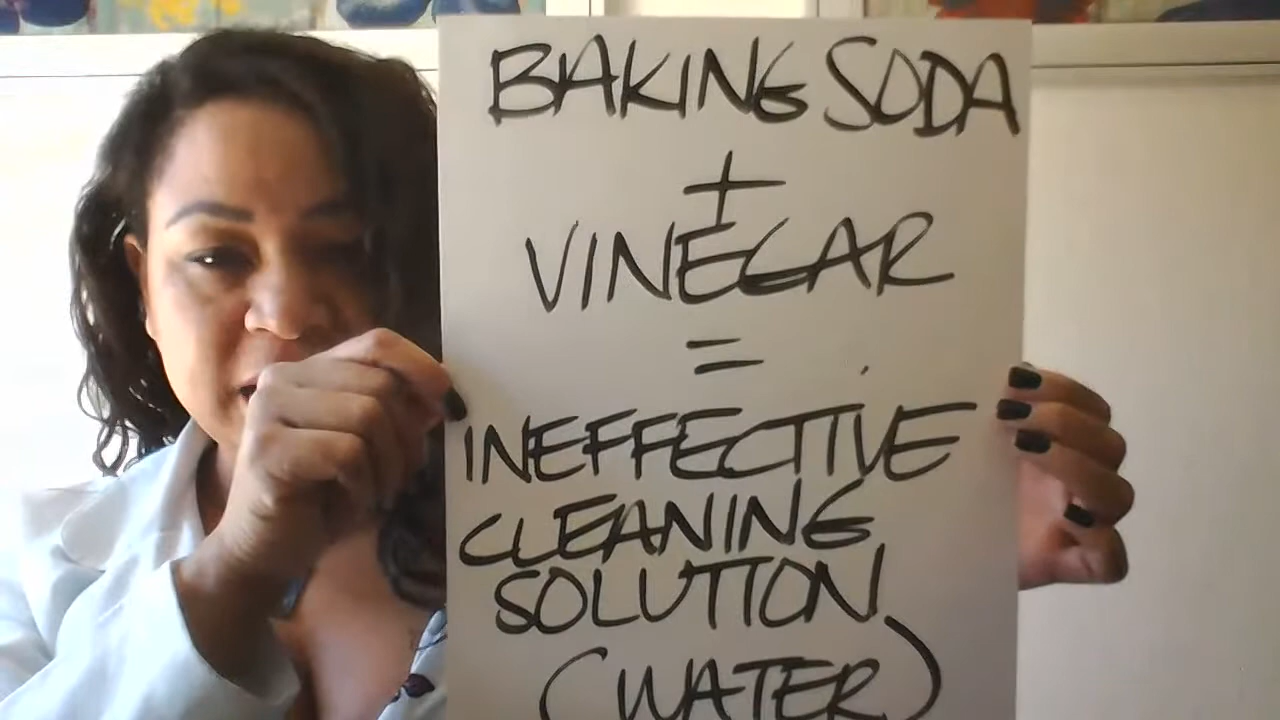 BAKING SODA
+
VINEGAR
=
INEFFECTIVE
CLEANING
SOLUTION
(WATER)